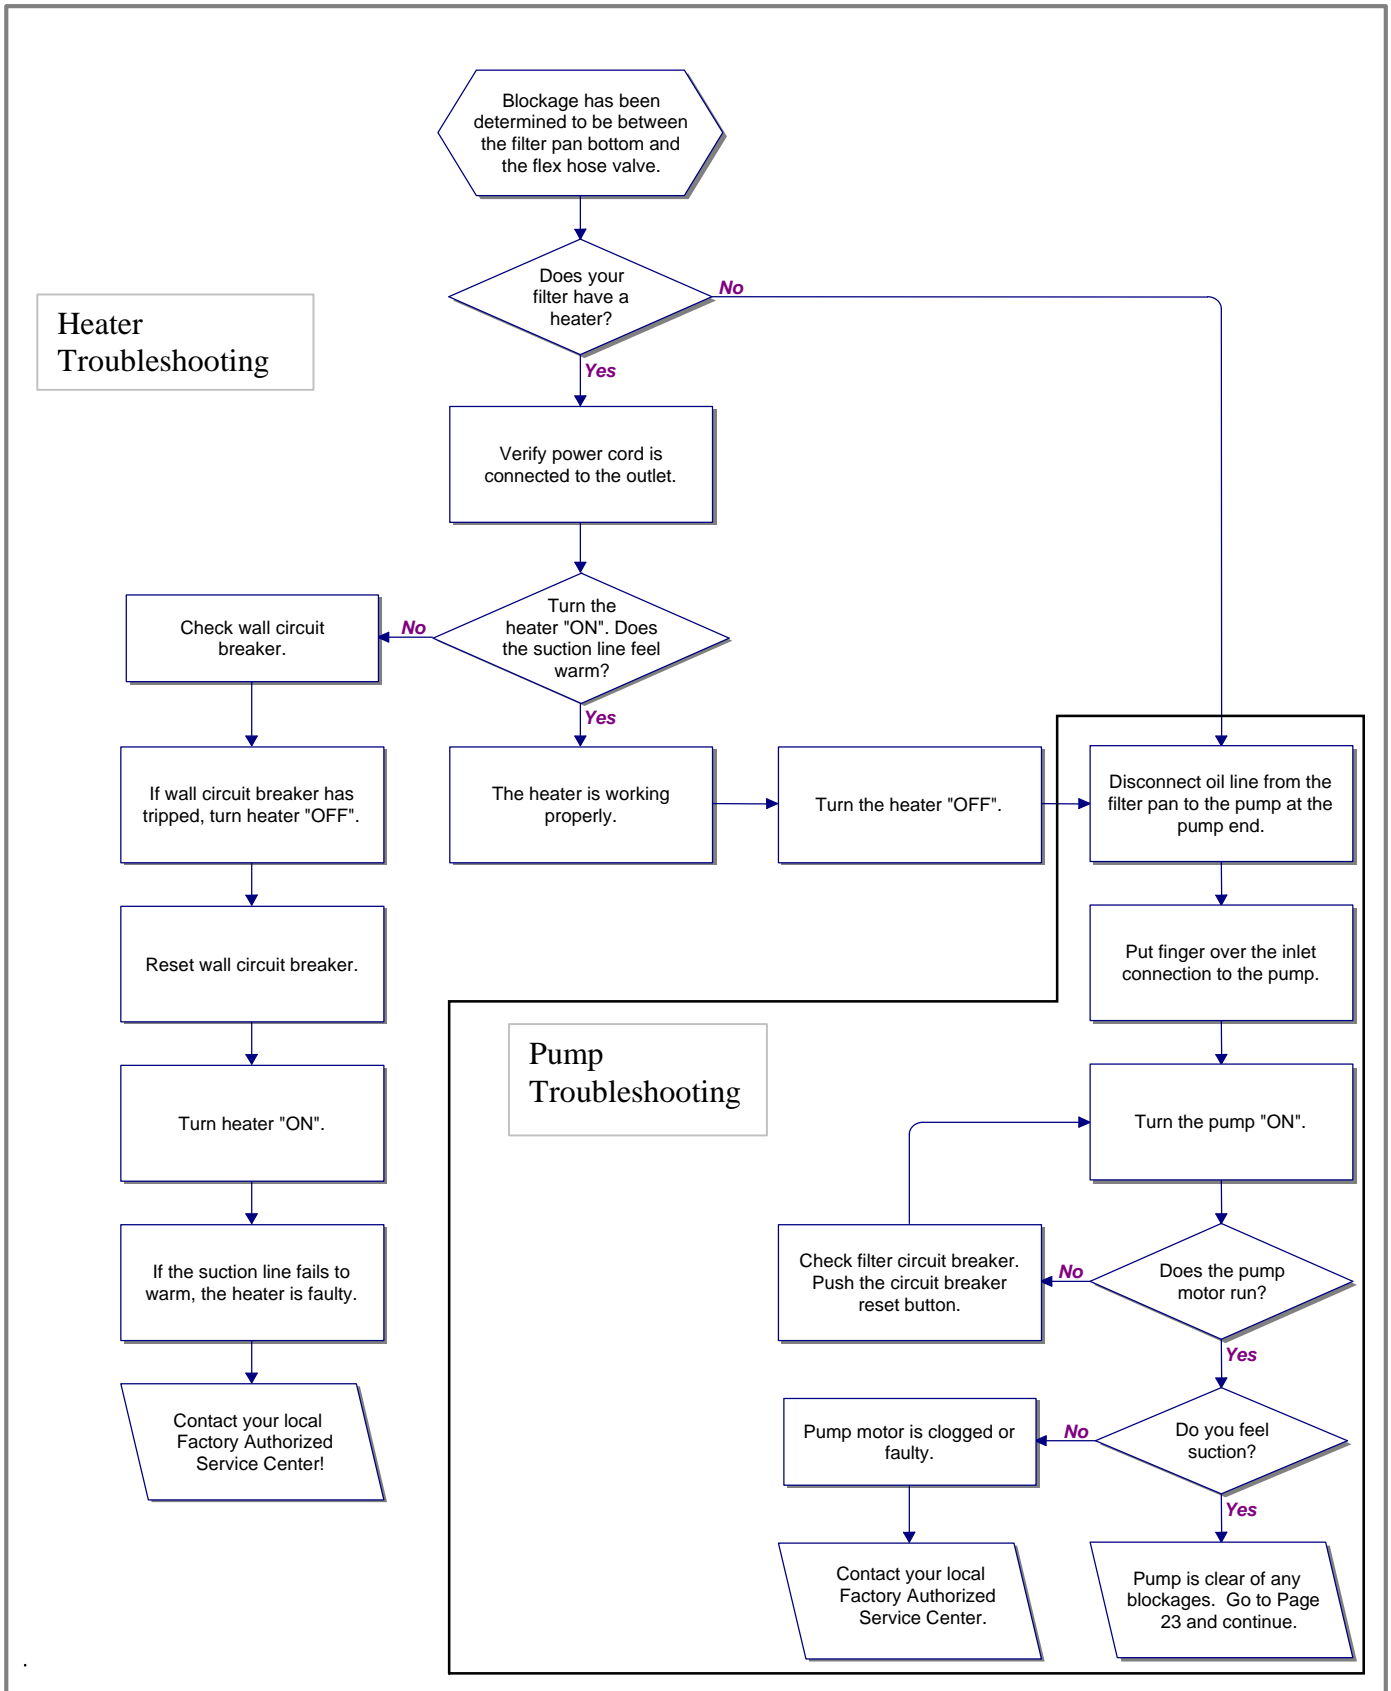 Blockage has been
determined to be between
the filter pan bottom and
the flex hose valve.
Does your
filter have a
heater?
No
Heater
Troubleshooting
Yes
Verify power cord is
connected to the outlet.
Turn the
heater "ON". Does
the suction line feel
warm?
No
Check wall circuit
breaker.
Yes
If wall circuit breaker has
tripped, turn heater "OFF".
The heater is working
properly.
Turn the heater "OFF".
Disconnect oil line from the
filter pan to the pump at the
pump end.
Reset wall circuit breaker.
Put finger over the inlet
connection to the pump.
Pump
Troubleshooting
Turn heater "ON".
Turn the pump "ON".
If the suction line fails to
warm, the heater is faulty.
Check filter circuit breaker.
Push the circuit breaker
reset button.
No
Does the pump
motor run?
Yes
Contact your local
Factory Authorized
Service Center!
Pump motor is clogged or
faulty.
No
Do you feel
suction?
Yes
Contact your local
Factory Authorized
Service Center.
Pump is clear of any
blockages.  Go to Page
23 and continue.
.